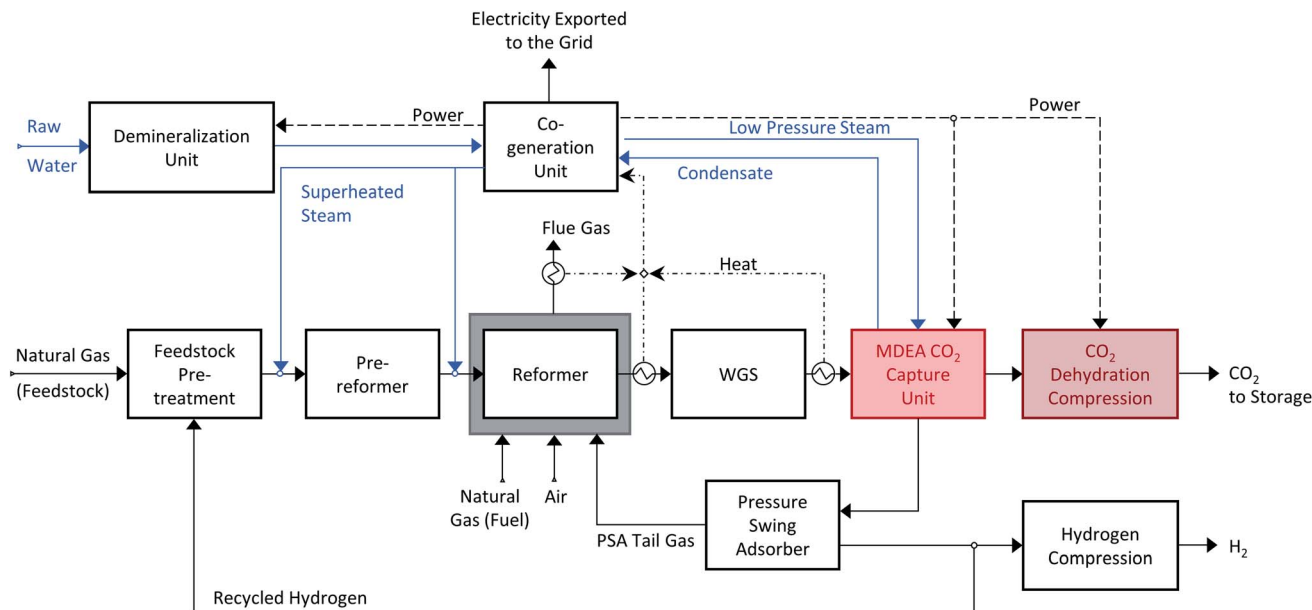 Electricity Exported
to the Grid
Raw
Water
Demineralization
Unit
Power
Co-
generation
Unit
Power
Low Pressure Steam
Condensate
Superheated
Steam
Flue Gas
Heat
Natural Gas
(Feedstock)
Feedstock
Pre-
treatment
Pre-
reformer
Reformer
WGS
MDEA CO₂
Capture
Unit
CO₂
Dehydration
Compression
CO₂
to Storage
Natural
Gas (Fuel)
Air
PSA Tail Gas
Pressure
Swing
Adsorber
Hydrogen
Compression
H₂
Recycled Hydrogen